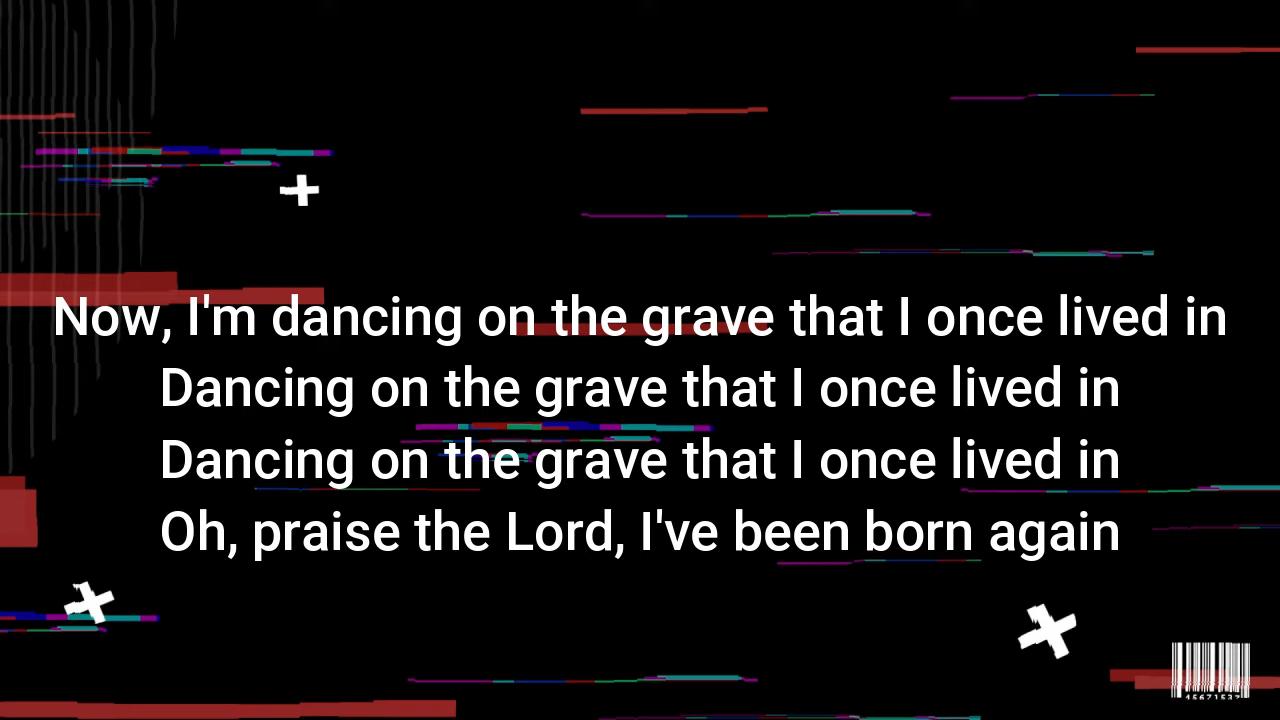 Now, I'm dancing on the grave that I once lived in
Dancing on the grave that I once lived in
Dancing on the grave that I once lived in
Oh, praise the Lord, I've been born again